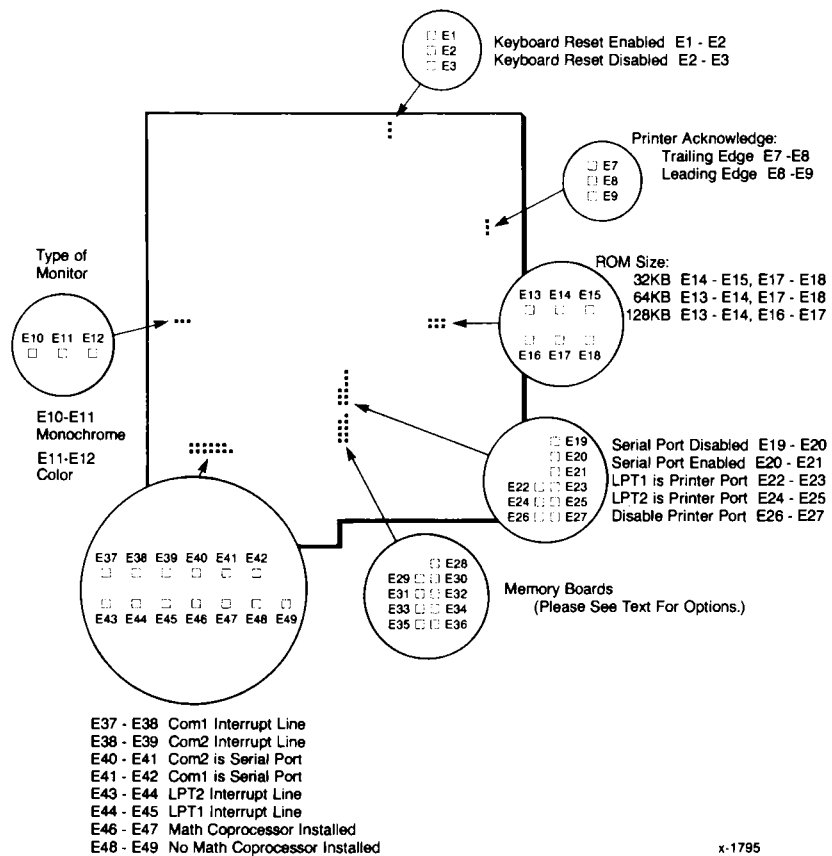 E1
E2
E3
Keyboard Reset Enabled E1 - E2
Keyboard Reset Disabled E2 - E3
Printer Acknowledge:
Trailing Edge E7 -E8
Leading Edge E8 -E9
E7
E8
E9
Type of
Monitor
E10 E11 E12
E10-E11
Monochrome
E11-E12
Color
ROM Size:
32KB E14 - E15, E17 - E18
64KB E13 - E14, E17 - E18
128KB E13 - E14, E16 - E17
E13 E14 E15
E16 E17 E18
E19
E20
E21
E22 E23
E24 E25
E26 E27
Serial Port Disabled E19 - E20
Serial Port Enabled E20 - E21
LPT1 is Printer Port E22 - E23
LPT2 is Printer Port E24 - E25
Disable Printer Port E26 - E27
E28
E29 E30
E31 E32
E33 E34
E35 E36
Memory Boards
(Please See Text For Options.)
E37 E38 E39 E40 E41 E42
E43 E44 E45 E46 E47 E48 E49
E37 - E38 Com1 Interrupt Line
E38 - E39 Com2 Interrupt Line
E40 - E41 Com2 is Serial Port
E41 - E42 Com1 is Serial Port
E43 - E44 LPT2 Interrupt Line
E44 - E45 LPT1 Interrupt Line
E46 - E47 Math Coprocessor Installed
E48 - E49 No Math Coprocessor Installed
x-1795